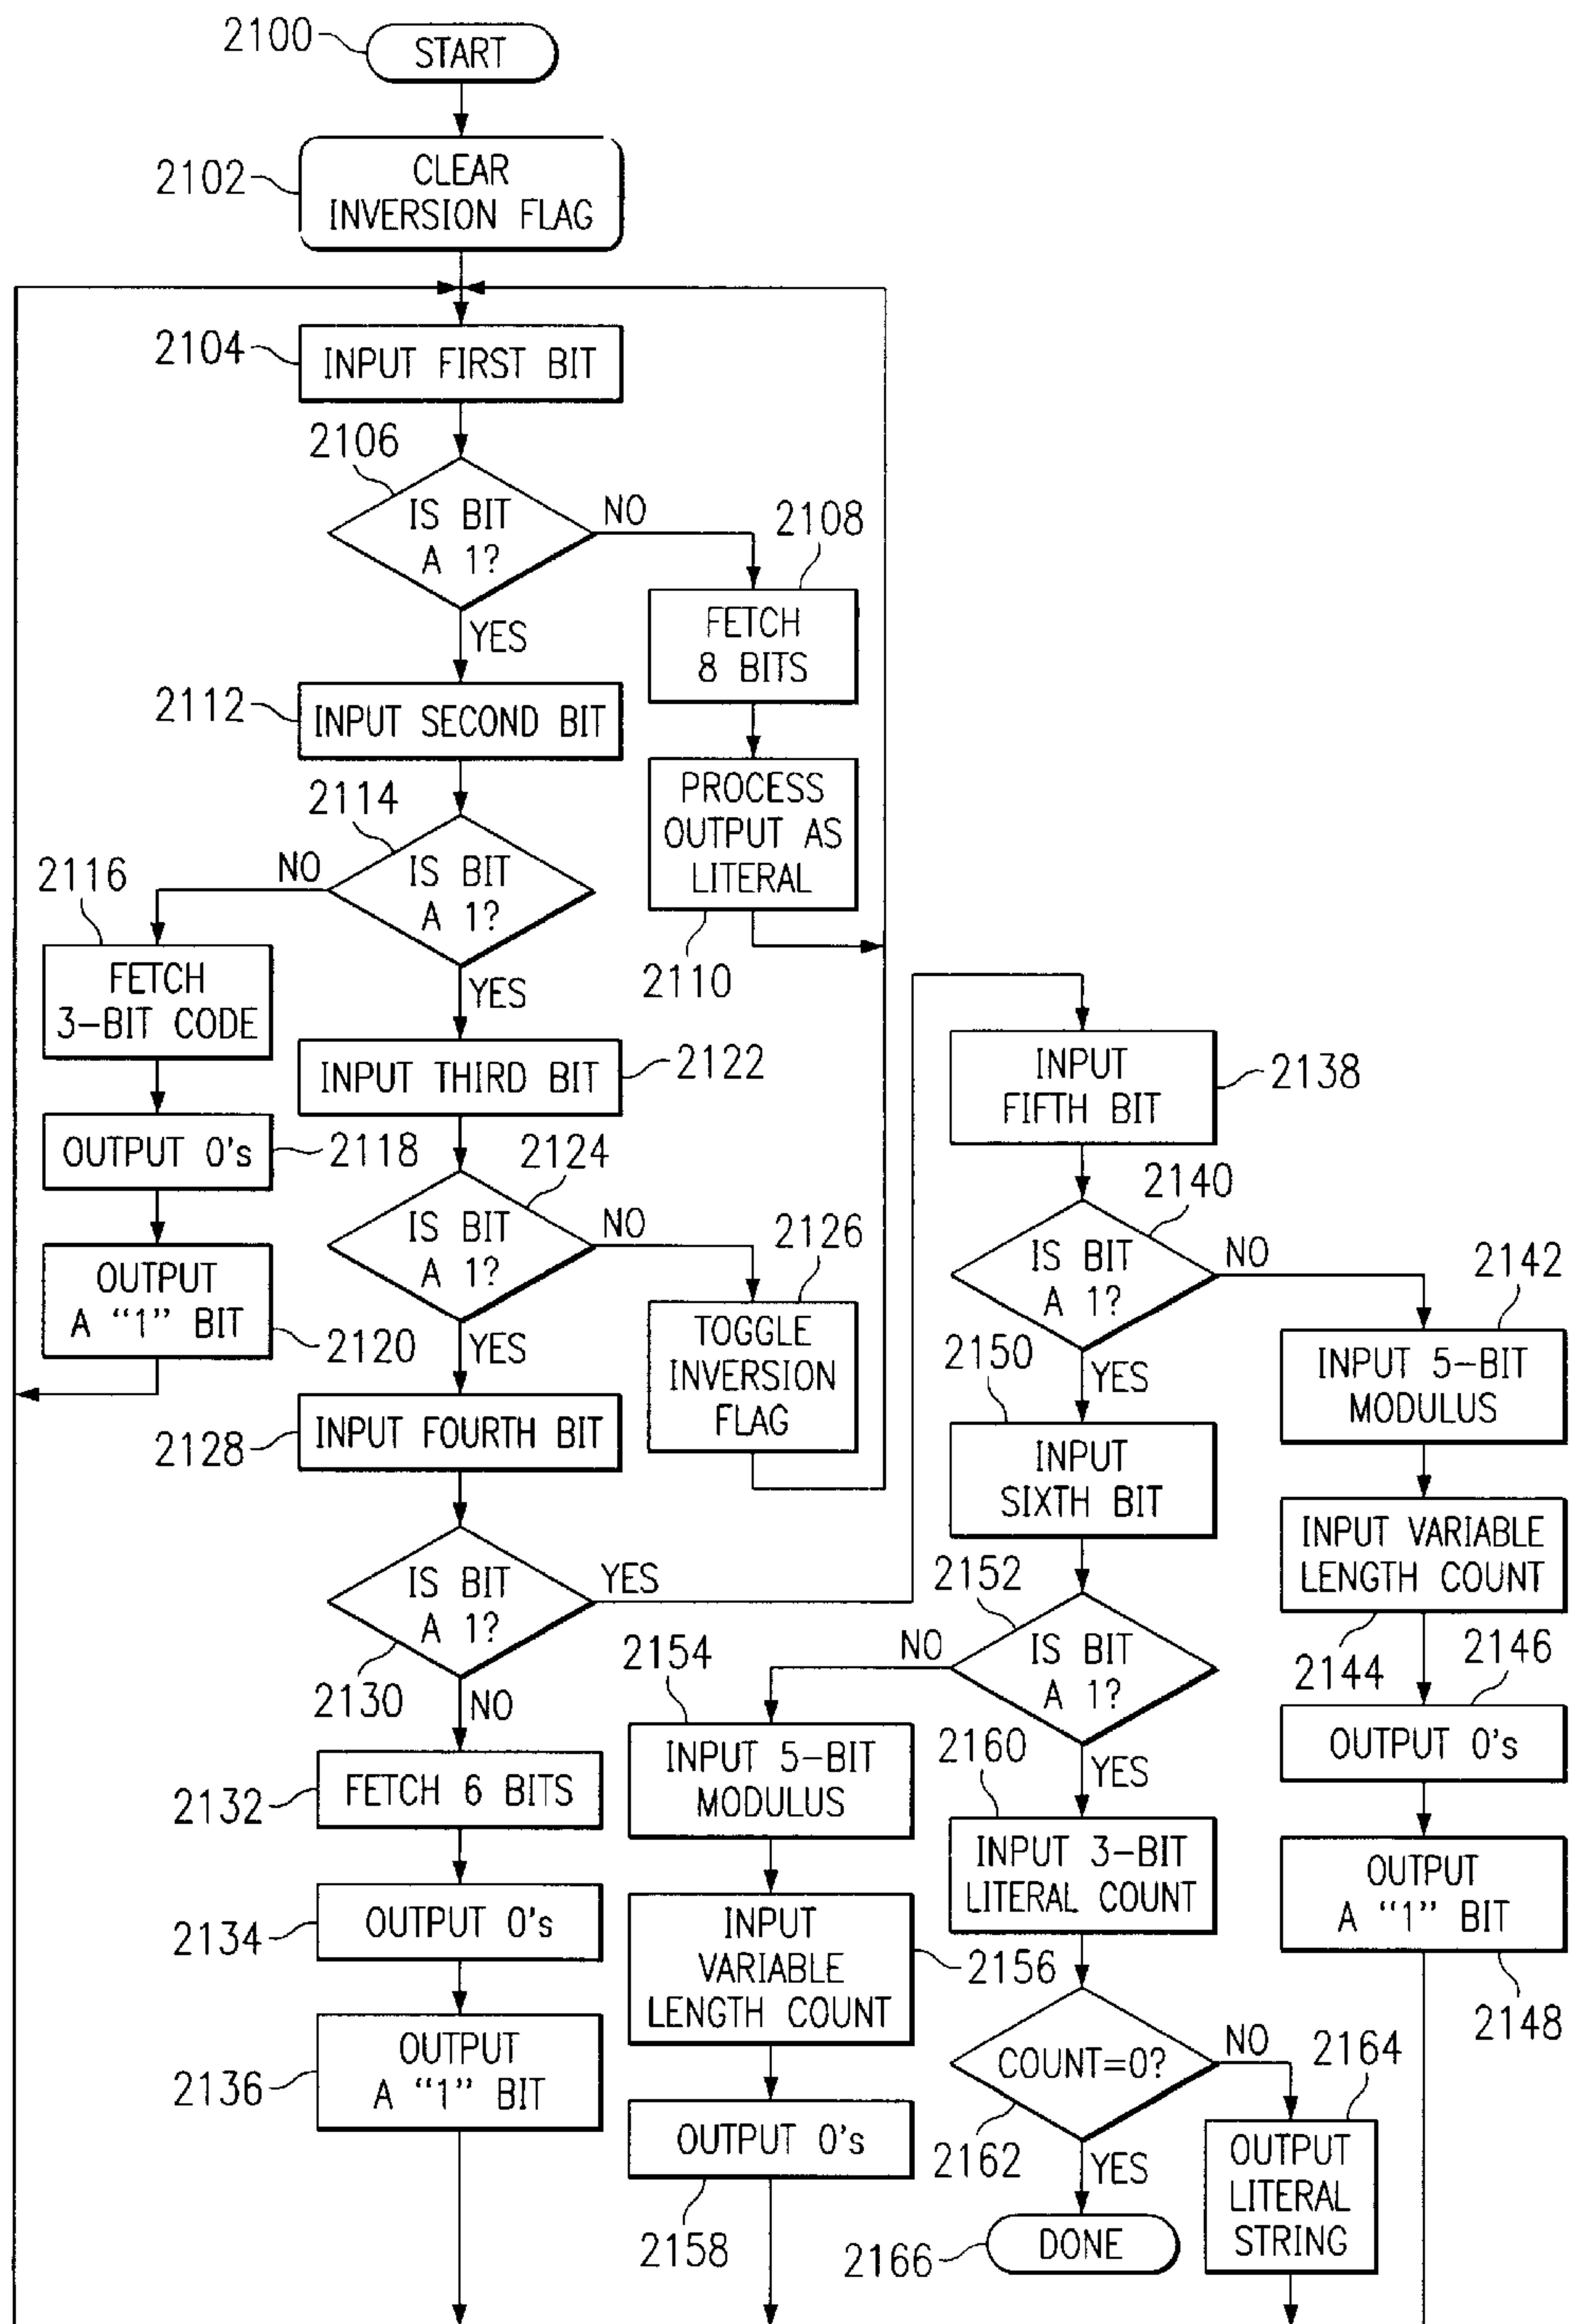 2100
START
2102
CLEAR
INVERSION FLAG
2104
INPUT FIRST BIT
2106
IS BIT
A 1?
NO
YES
2108
FETCH
8 BITS
2112
INPUT SECOND BIT
2110
PROCESS
OUTPUT AS
LITERAL
2114
IS BIT
A 1?
NO
YES
2116
FETCH
3-BIT CODE
OUTPUT 0's
2118
OUTPUT
A "1" BIT
2120
INPUT THIRD BIT
2122
2124
IS BIT
A 1?
NO
YES
2126
TOGGLE
INVERSION
FLAG
2128
INPUT FOURTH BIT
IS BIT
A 1?
YES
2130
NO
2132
FETCH 6 BITS
2134
OUTPUT 0's
2136
OUTPUT
A "1" BIT
INPUT
FIFTH BIT
2138
2140
IS BIT
A 1?
NO
YES
2142
INPUT 5-BIT
MODULUS
INPUT VARIABLE
LENGTH COUNT
2144
2146
OUTPUT 0's
OUTPUT
A "1" BIT
2148
2150
INPUT
SIXTH BIT
2152
IS BIT
A 1?
NO
YES
2154
INPUT 5-BIT
MODULUS
INPUT
VARIABLE
LENGTH COUNT
2156
OUTPUT 0's
2158
2160
INPUT 3-BIT
LITERAL COUNT
COUNT=0?
NO
2162
YES
2164
OUTPUT
LITERAL
STRING
2166
DONE